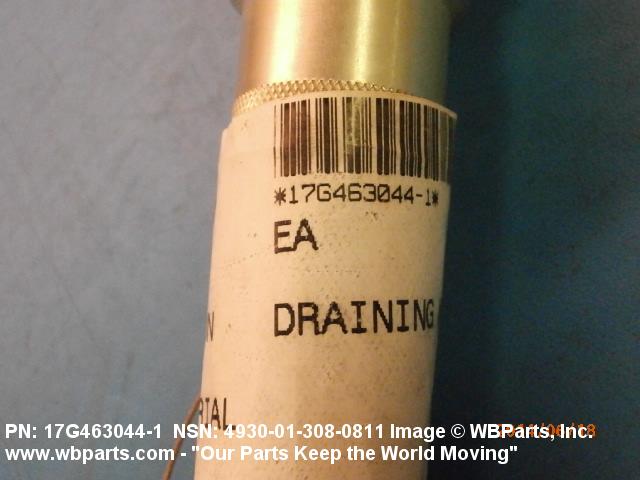 *17G463044-1*
EA
DRAINING
RIAL
PN: 17G463044-1 NSN: 4930-01-308-0811 Image © WBParts, Inc.
www.wbparts.com - "Our Parts Keep the World Moving"